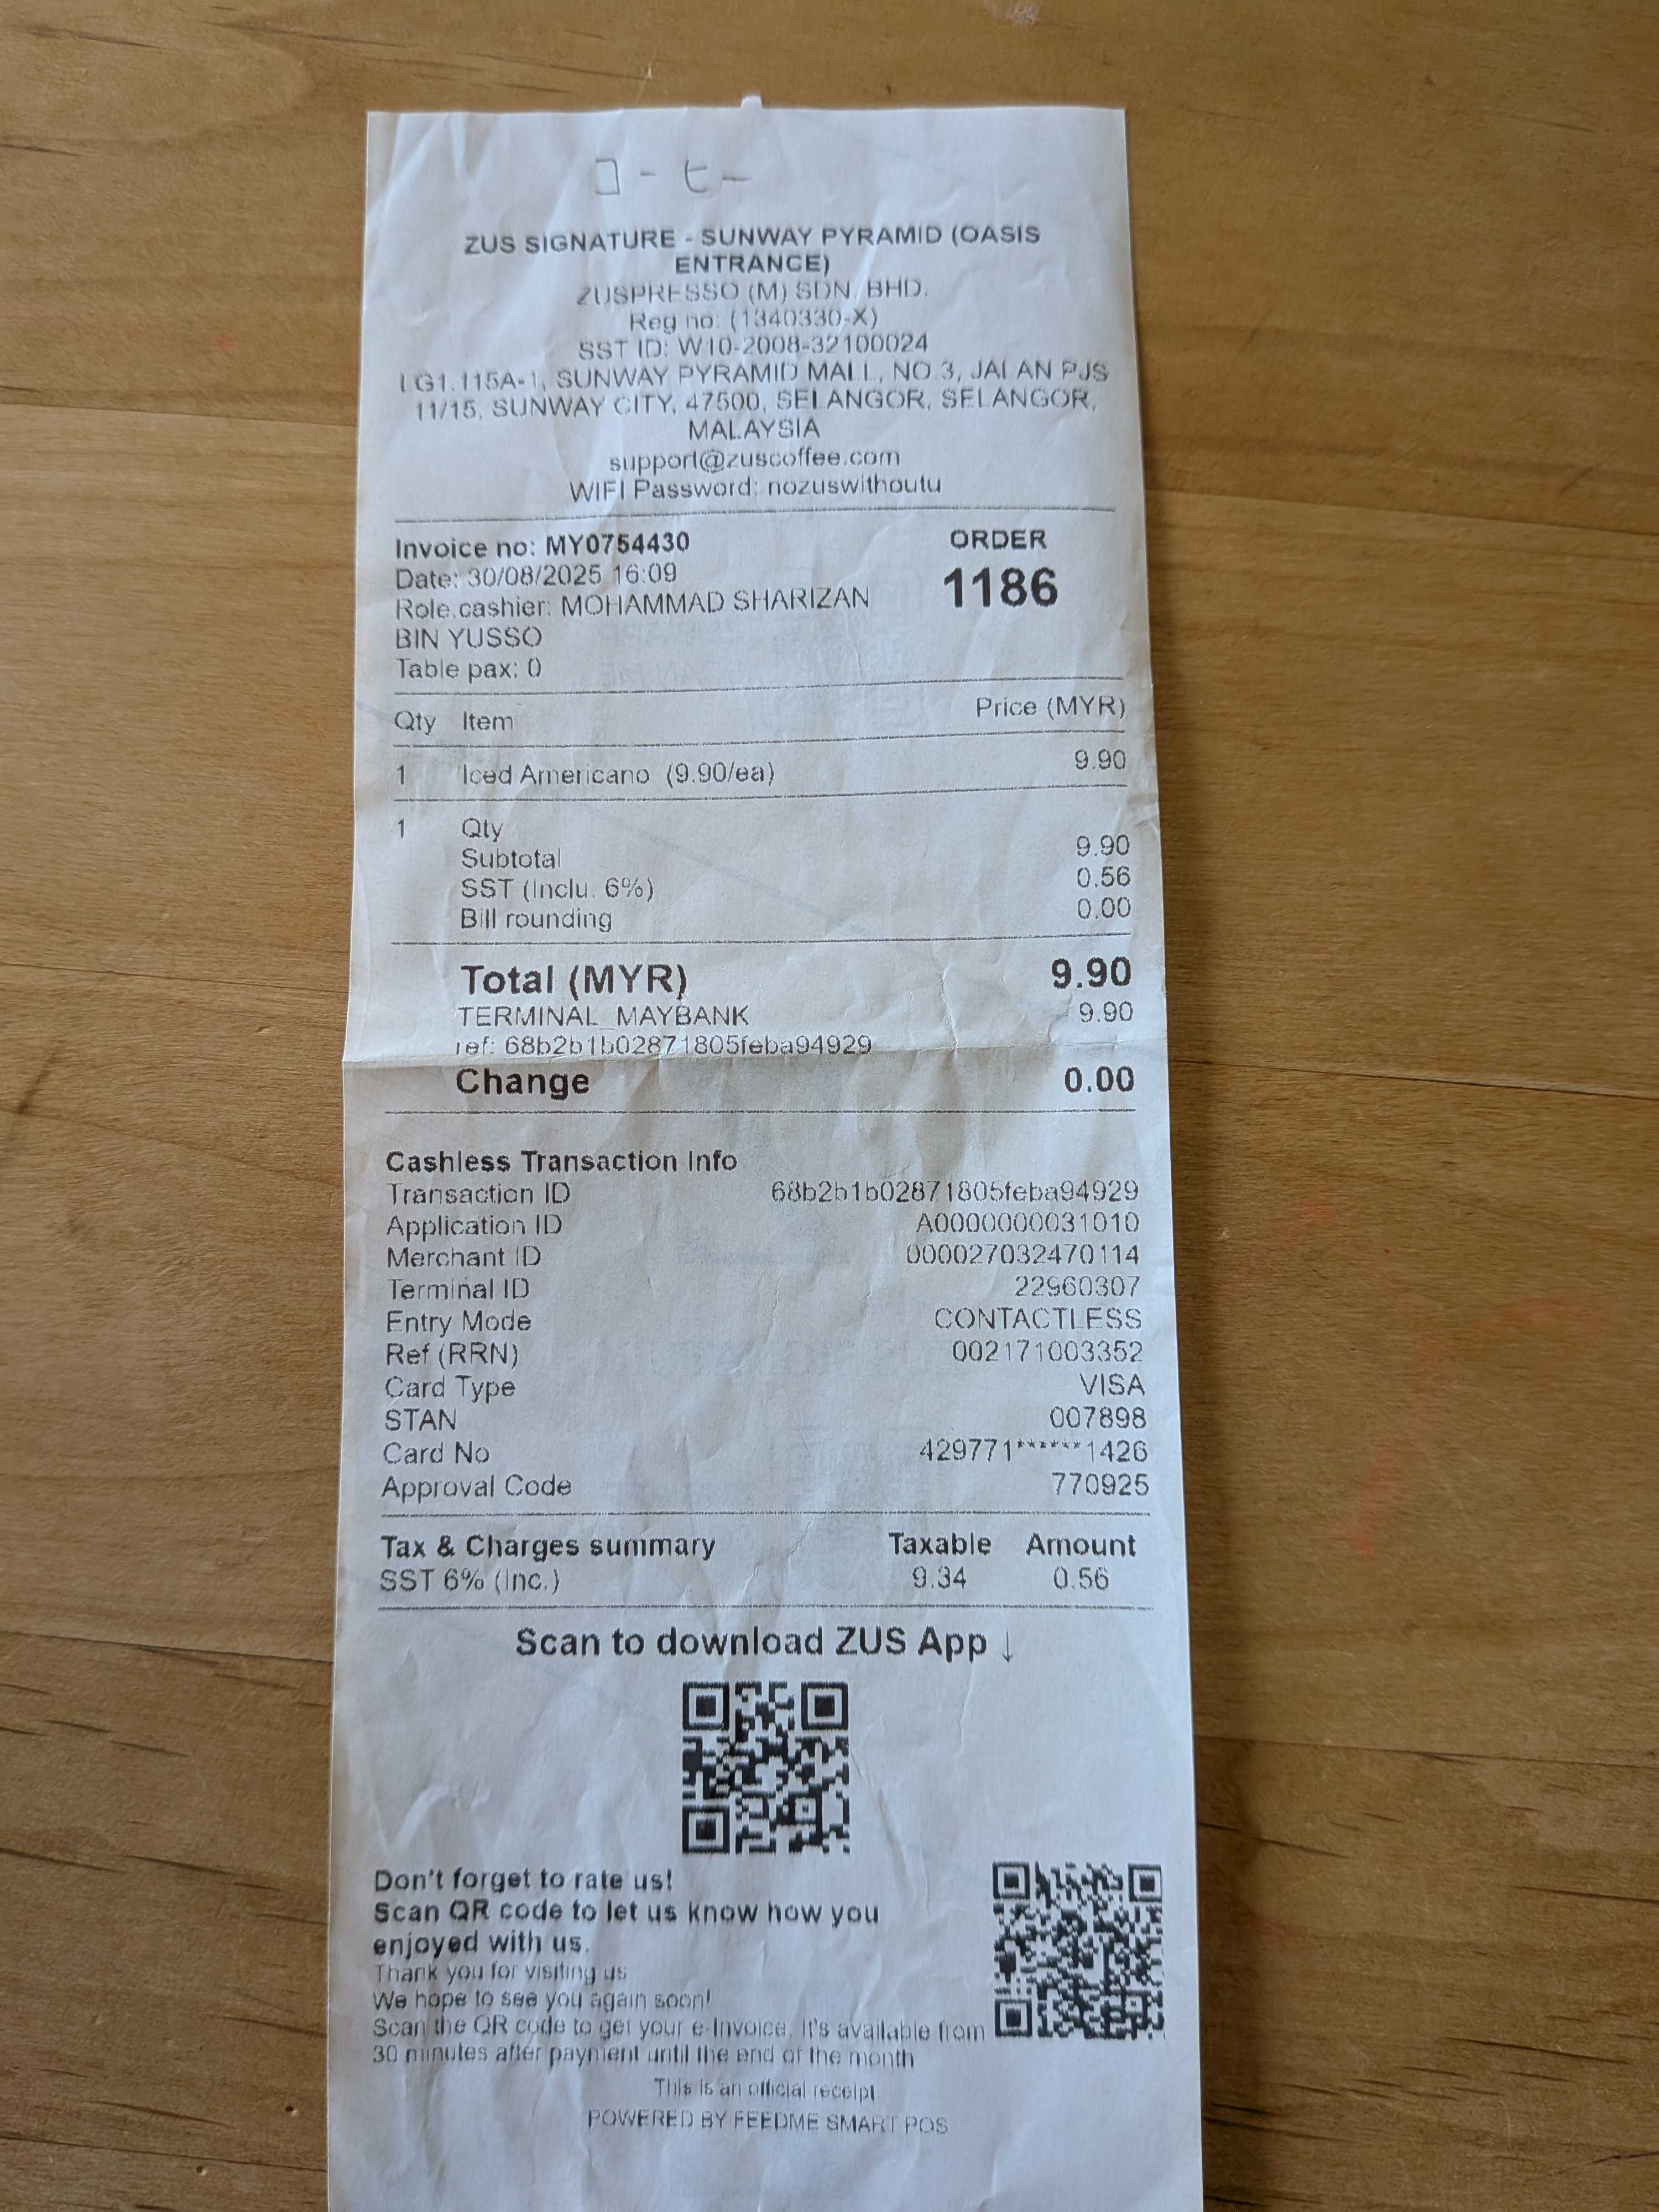 コーヒー
ZUS SIGNATURE - SUNWAY PYRAMID (OASIS
ENTRANCE)
ZUSPRESSO (M) SDN. BHD.
Reg no: (1340330-X)
SST ID: W10-2008-32100024
LG1.115A-1, SUNWAY PYRAMID MALL, NO.3, JALAN PJS
11/15, SUNWAY CITY, 47500, SELANGOR, SELANGOR,
MALAYSIA
support@zuscoffee.com
WIFI Password: nozuswithoutu
Invoice no: MY0754430
Date: 30/08/2025 16:09
Role.cashier: MOHAMMAD SHARIZAN
BIN YUSSO
Table pax: 0
ORDER
1186
Qty Item Price (MYR)
1 Iced Americano (9.90/ea) 9.90
1 Qty
Subtotal 9.90
SST (Inclu. 6%) 0.56
Bill rounding 0.00
Total (MYR) 9.90
TERMINAL_MAYBANK 9.90
ref: 68b2b1b02871805feba94929
Change 0.00
Cashless Transaction Info
Transaction ID 68b2b1b02871805feba94929
Application ID A0000000031010
Merchant ID 000027032470114
Terminal ID 22960307
Entry Mode CONTACTLESS
Ref (RRN) 002171003352
Card Type VISA
STAN 007898
Card No 429771******1426
Approval Code 770925
Tax & Charges summary Taxable Amount
SST 6% (Inc.) 9.34 0.56
Scan to download ZUS App ↓
Don't forget to rate us!
Scan QR code to let us know how you
enjoyed with us.
Thank you for visiting us
We hope to see you again soon!
Scan the QR code to get your e-Invoice. It's available from
30 minutes after payment until the end of the month
This is an official receipt
POWERED BY FEEDME SMART POS